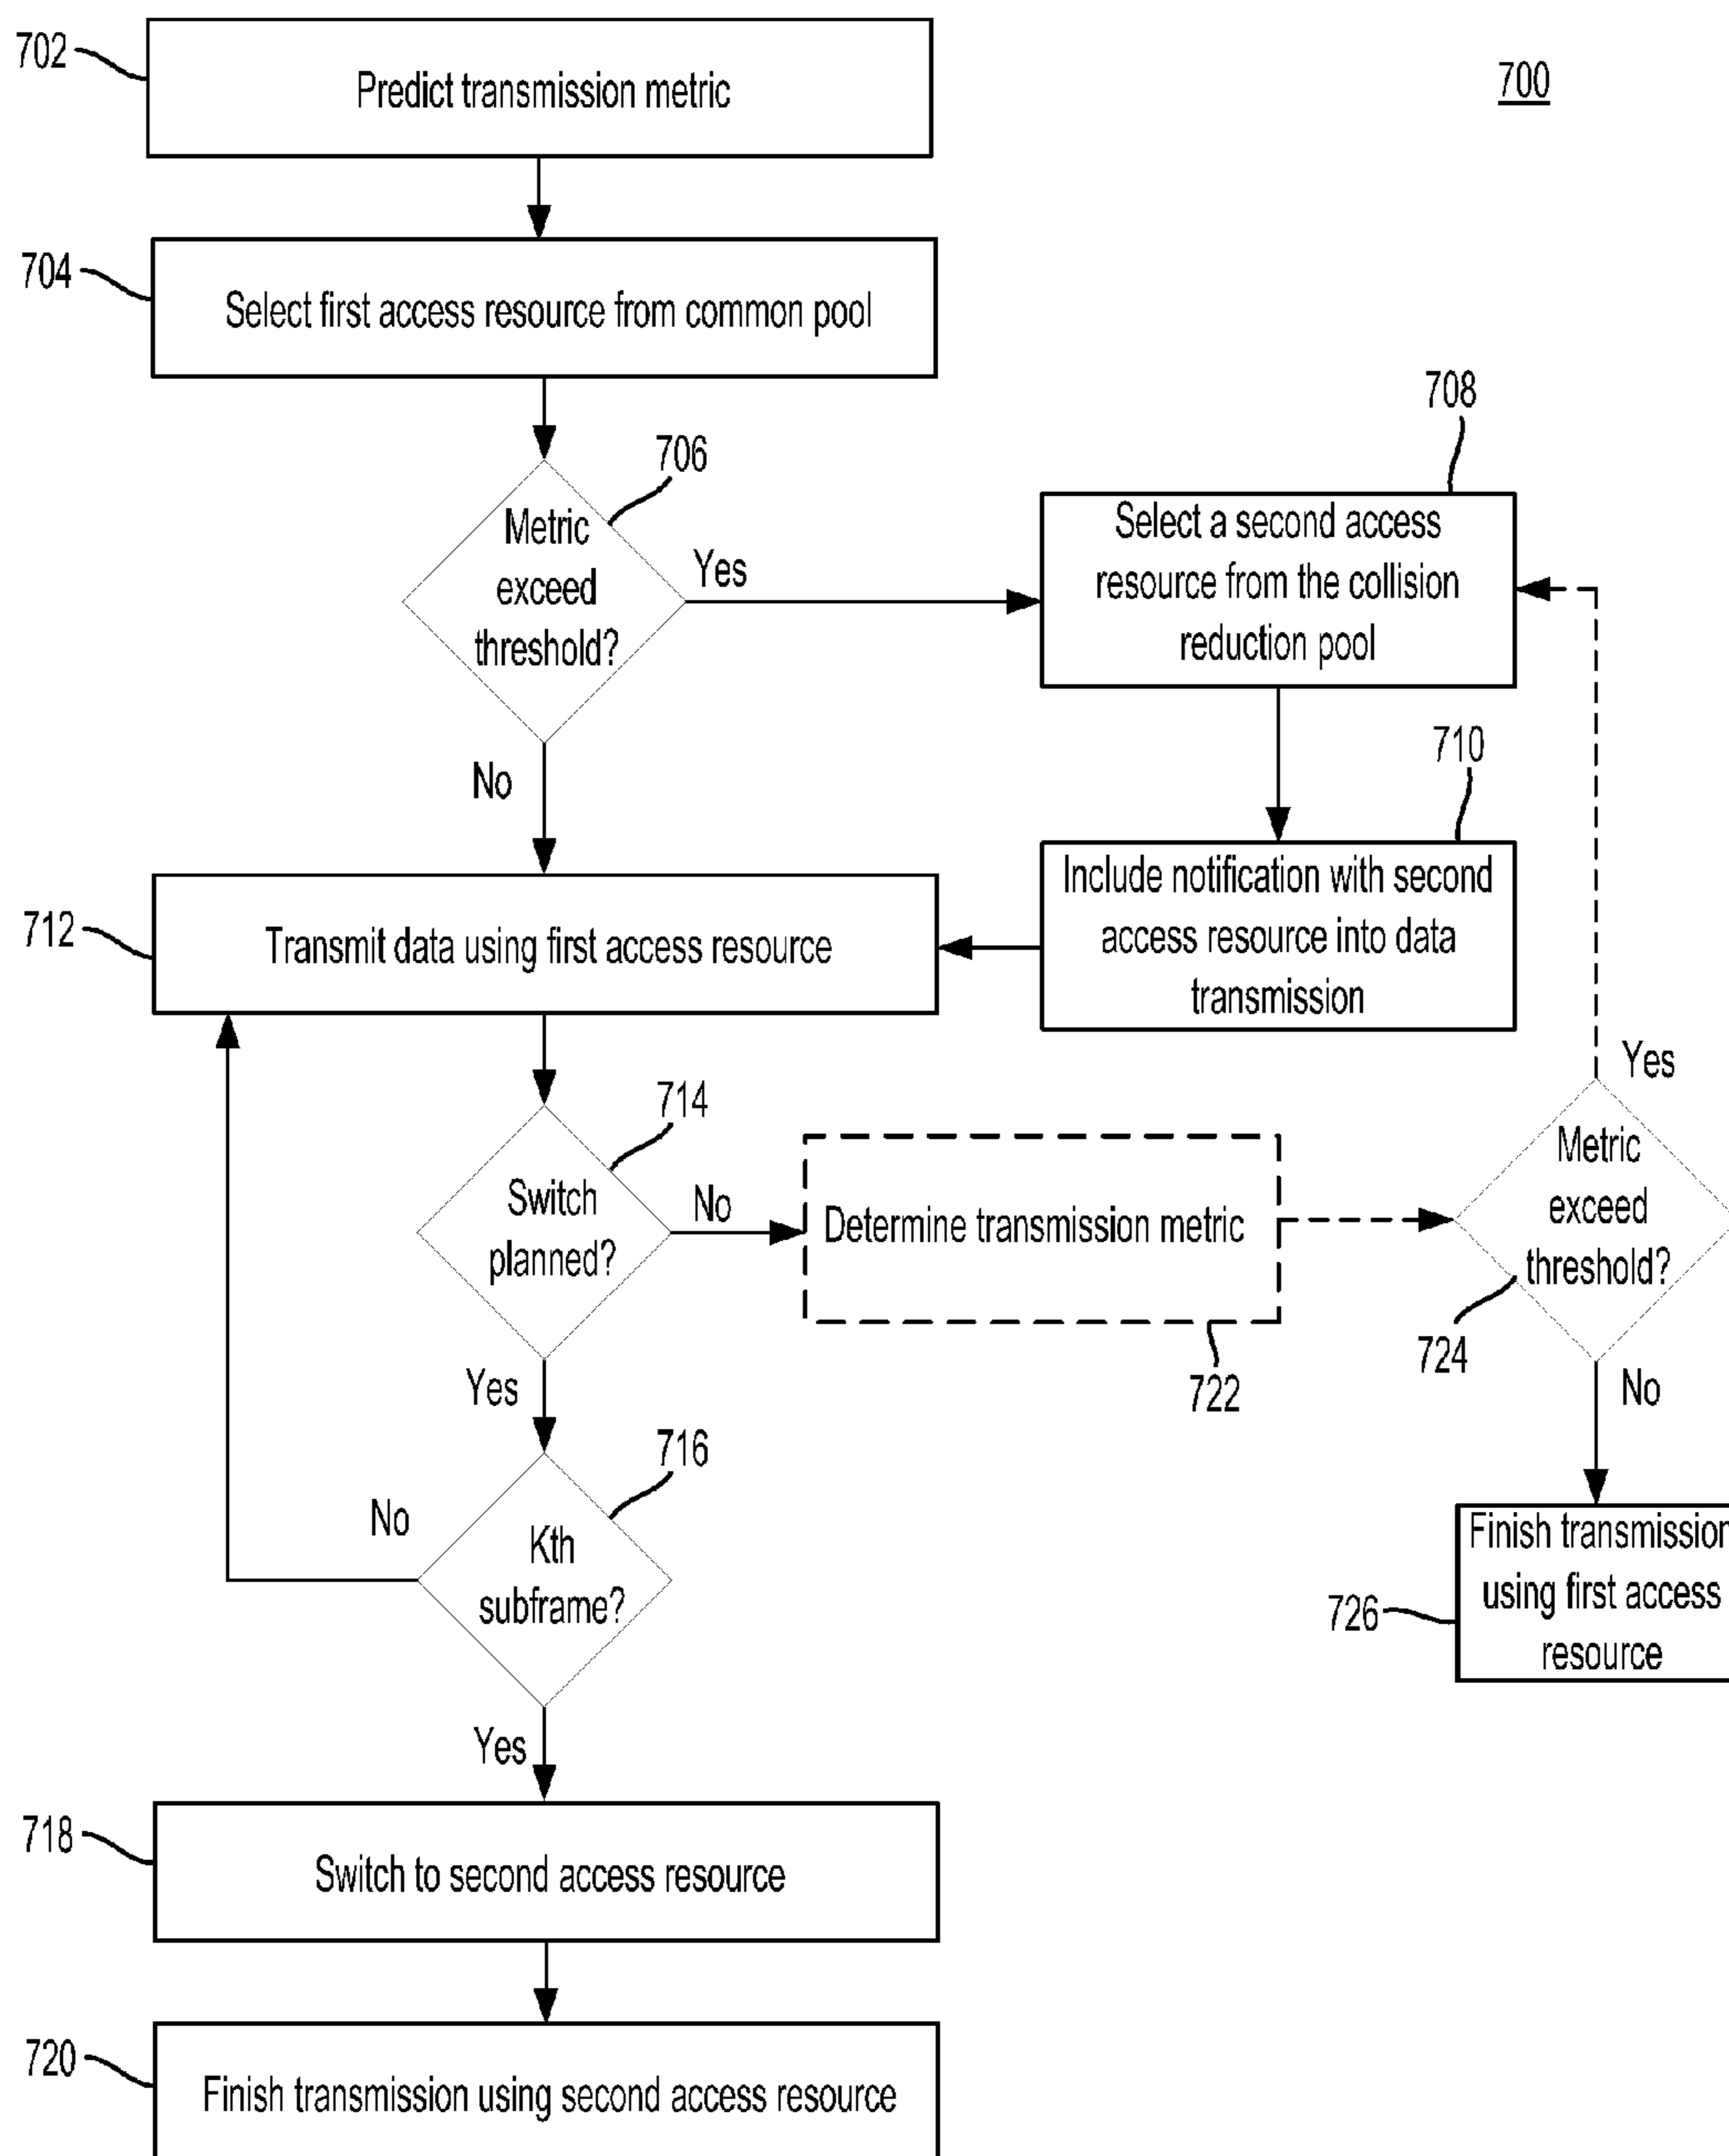 702
Predict transmission metric
700
704
Select first access resource from common pool
706
Metric
exceed
threshold?
Yes
No
708
Select a second access
resource from the collision
reduction pool
710
Include notification with second
access resource into data
transmission
712
Transmit data using first access resource
714
Switch
planned?
No
Yes
Determine transmission metric
722
Yes
Metric
exceed
threshold?
724
No
716
Kth
subframe?
No
Yes
Finish transmission
using first access
resource
726
718
Switch to second access resource
720
Finish transmission using second access resource